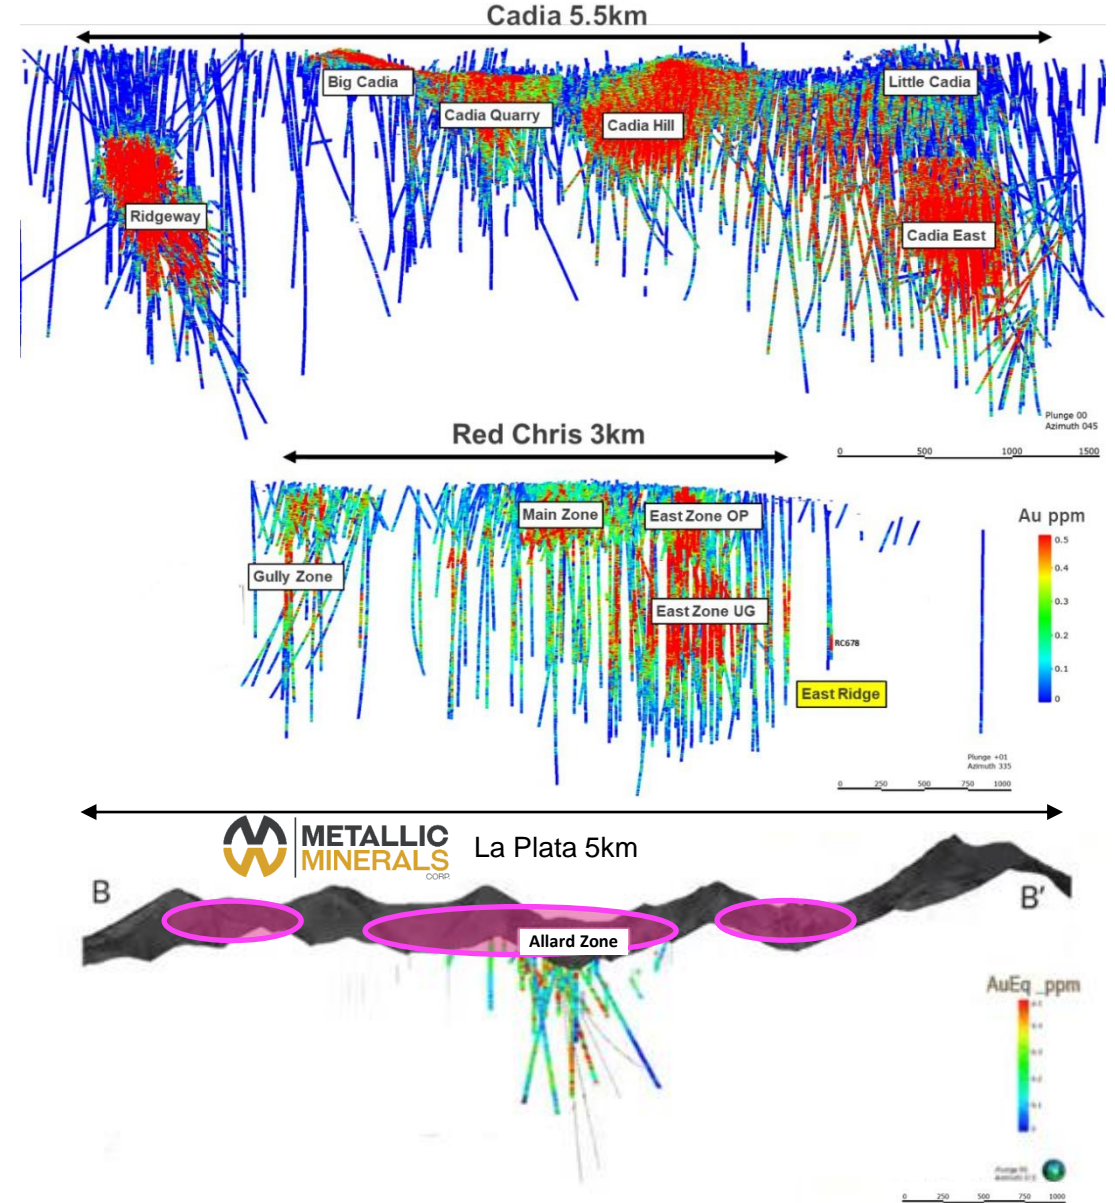 Cadia 5.5km
Big Cadia
Little Cadia
Cadia Quarry
Cadia Hill
Ridgeway
Cadia East
Plunge 00
Azimuth 045
0 500 1000 1500
Red Chris 3km
Main Zone
East Zone OP
Au ppm
0.5
0.4
0.3
0.2
0.1
0
Gully Zone
East Zone UG
RC678
East Ridge
Plunge +01
Azimuth 335
0 250 500 750 1000
METALLIC
MINERALS
CORP.
La Plata 5km
B
B'
Allard Zone
AuEq_ppm
0 250 500 750 1000